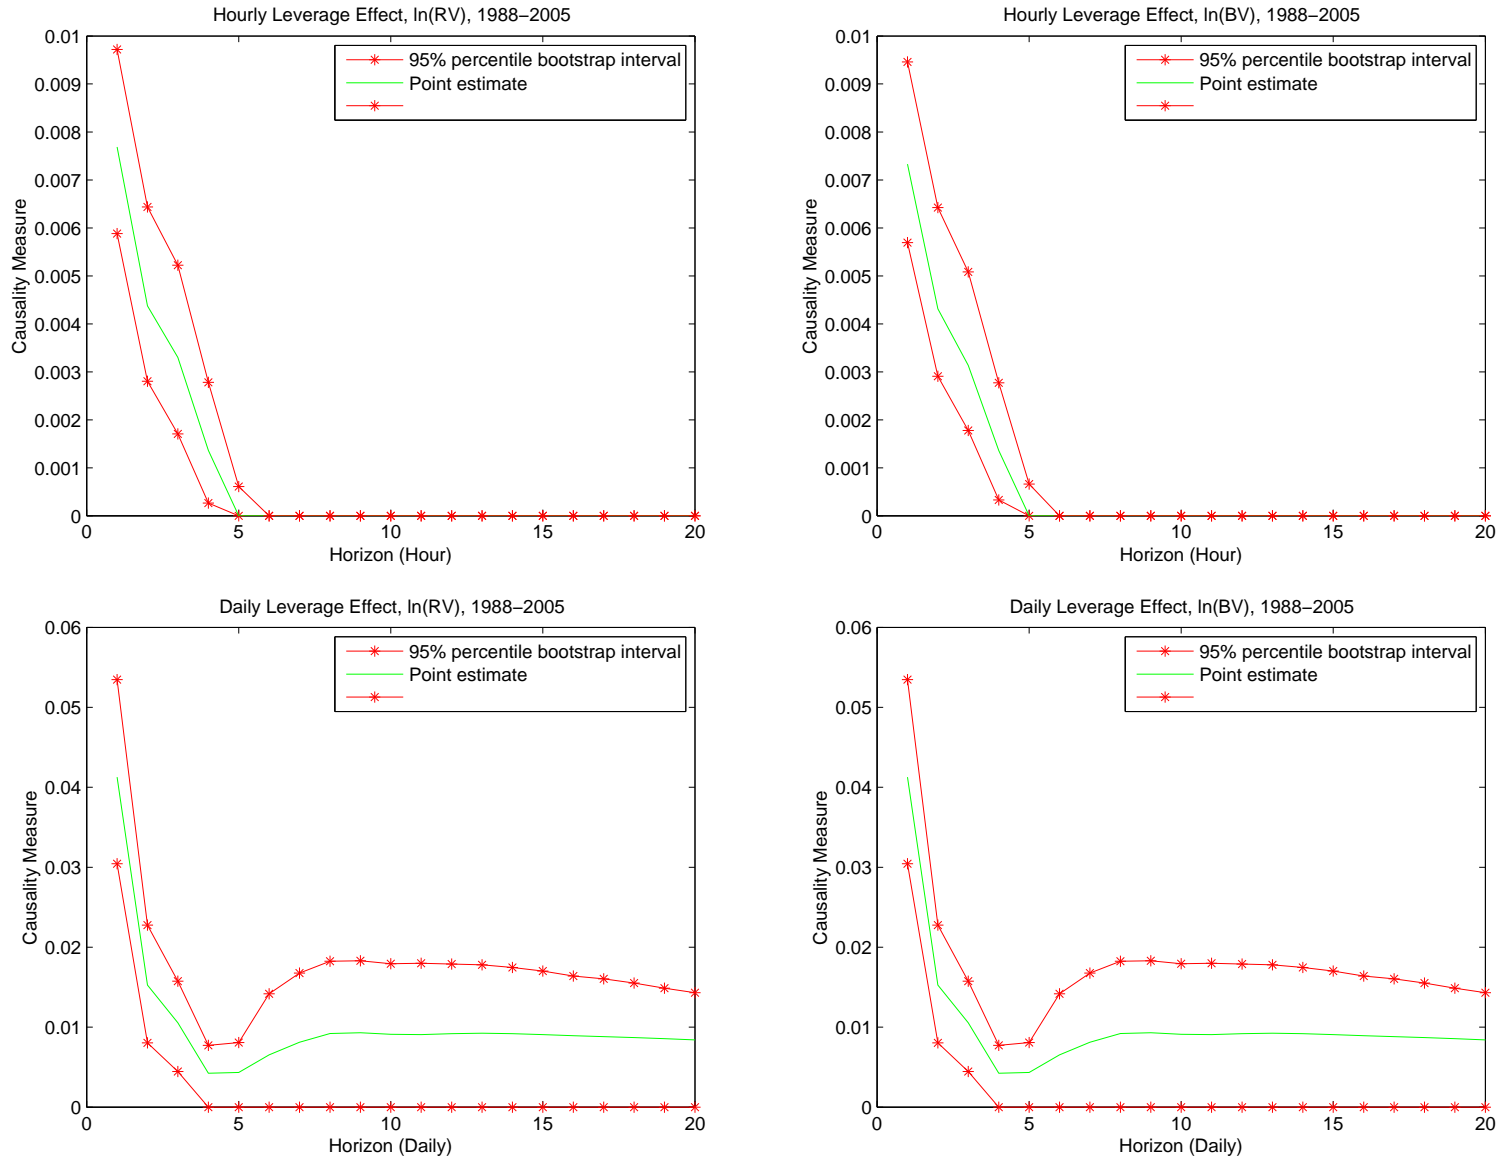 Hourly Leverage Effect, ln(RV), 1988−2005
0.01
0.009
0.008
0.007
0.006
0.005
0.004
0.003
0.002
0.001
0
Causality Measure
95% percentile bootstrap interval
Point estimate
0 5 10 15 20
Horizon (Hour)
Hourly Leverage Effect, ln(BV), 1988−2005
0.01
0.009
0.008
0.007
0.006
0.005
0.004
0.003
0.002
0.001
0
Causality Measure
95% percentile bootstrap interval
Point estimate
0 5 10 15 20
Horizon (Hour)
Daily Leverage Effect, ln(RV), 1988−2005
0.06
0.05
0.04
0.03
0.02
0.01
0
Causality Measure
95% percentile bootstrap interval
Point estimate
0 5 10 15 20
Horizon (Daily)
Daily Leverage Effect, ln(BV), 1988−2005
0.06
0.05
0.04
0.03
0.02
0.01
0
Causality Measure
95% percentile bootstrap interval
Point estimate
0 5 10 15 20
Horizon (Daily)